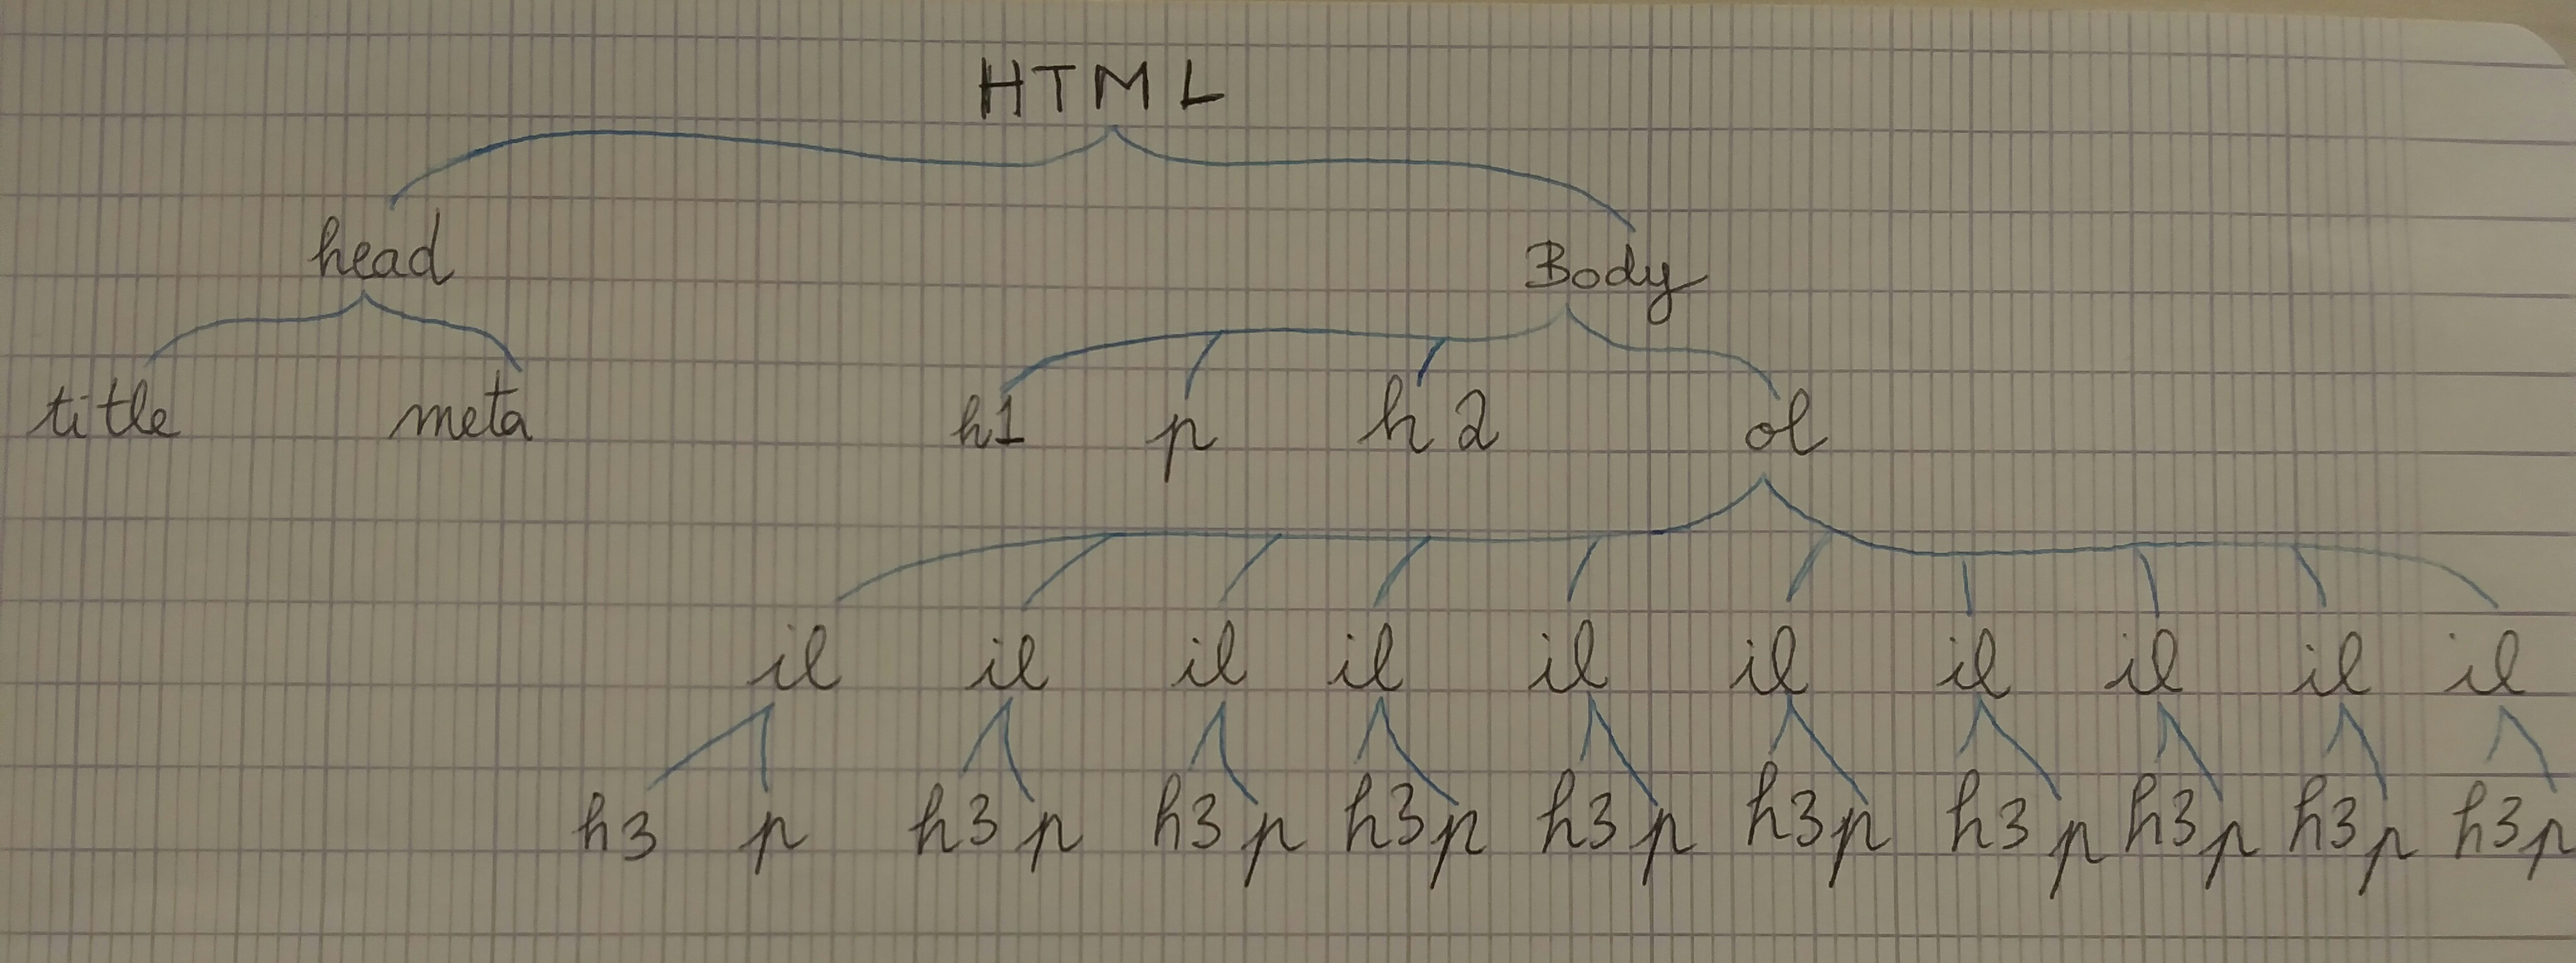 HTML
head Body
title meta h1 p h2 ol
il il il il il il il il il il
h3 p h3 p h3 p h3 p h3 p h3 p h3 p h3 p h3 p h3 p